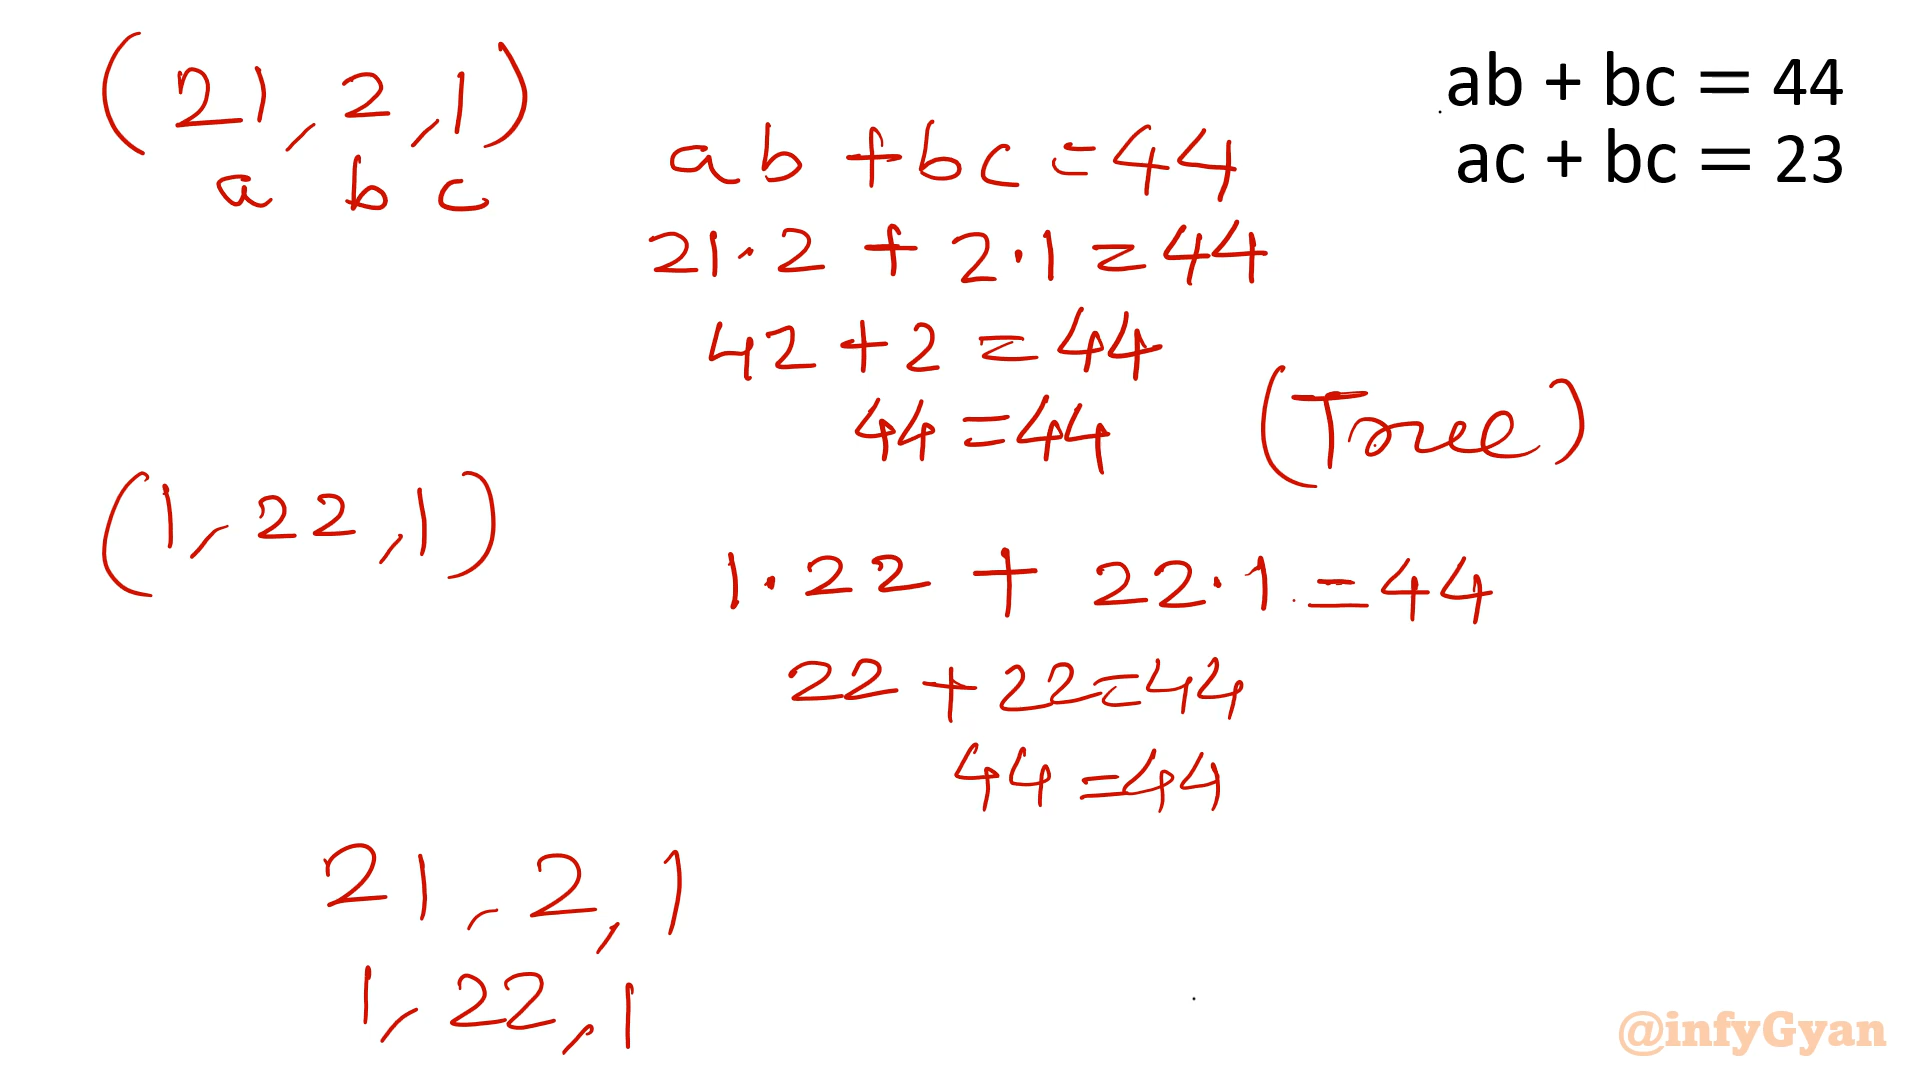 (21, 2, 1)
a b c
ab + bc = 44
ac + bc = 23
ab + bc = 44
21·2 + 2·1 = 44
42 + 2 = 44
44 = 44 (True)
(1, 22, 1)
1·22 + 22·1 = 44
22 + 22 = 44
44 = 44
21, 2, 1
1, 22, 1
@infyGyan